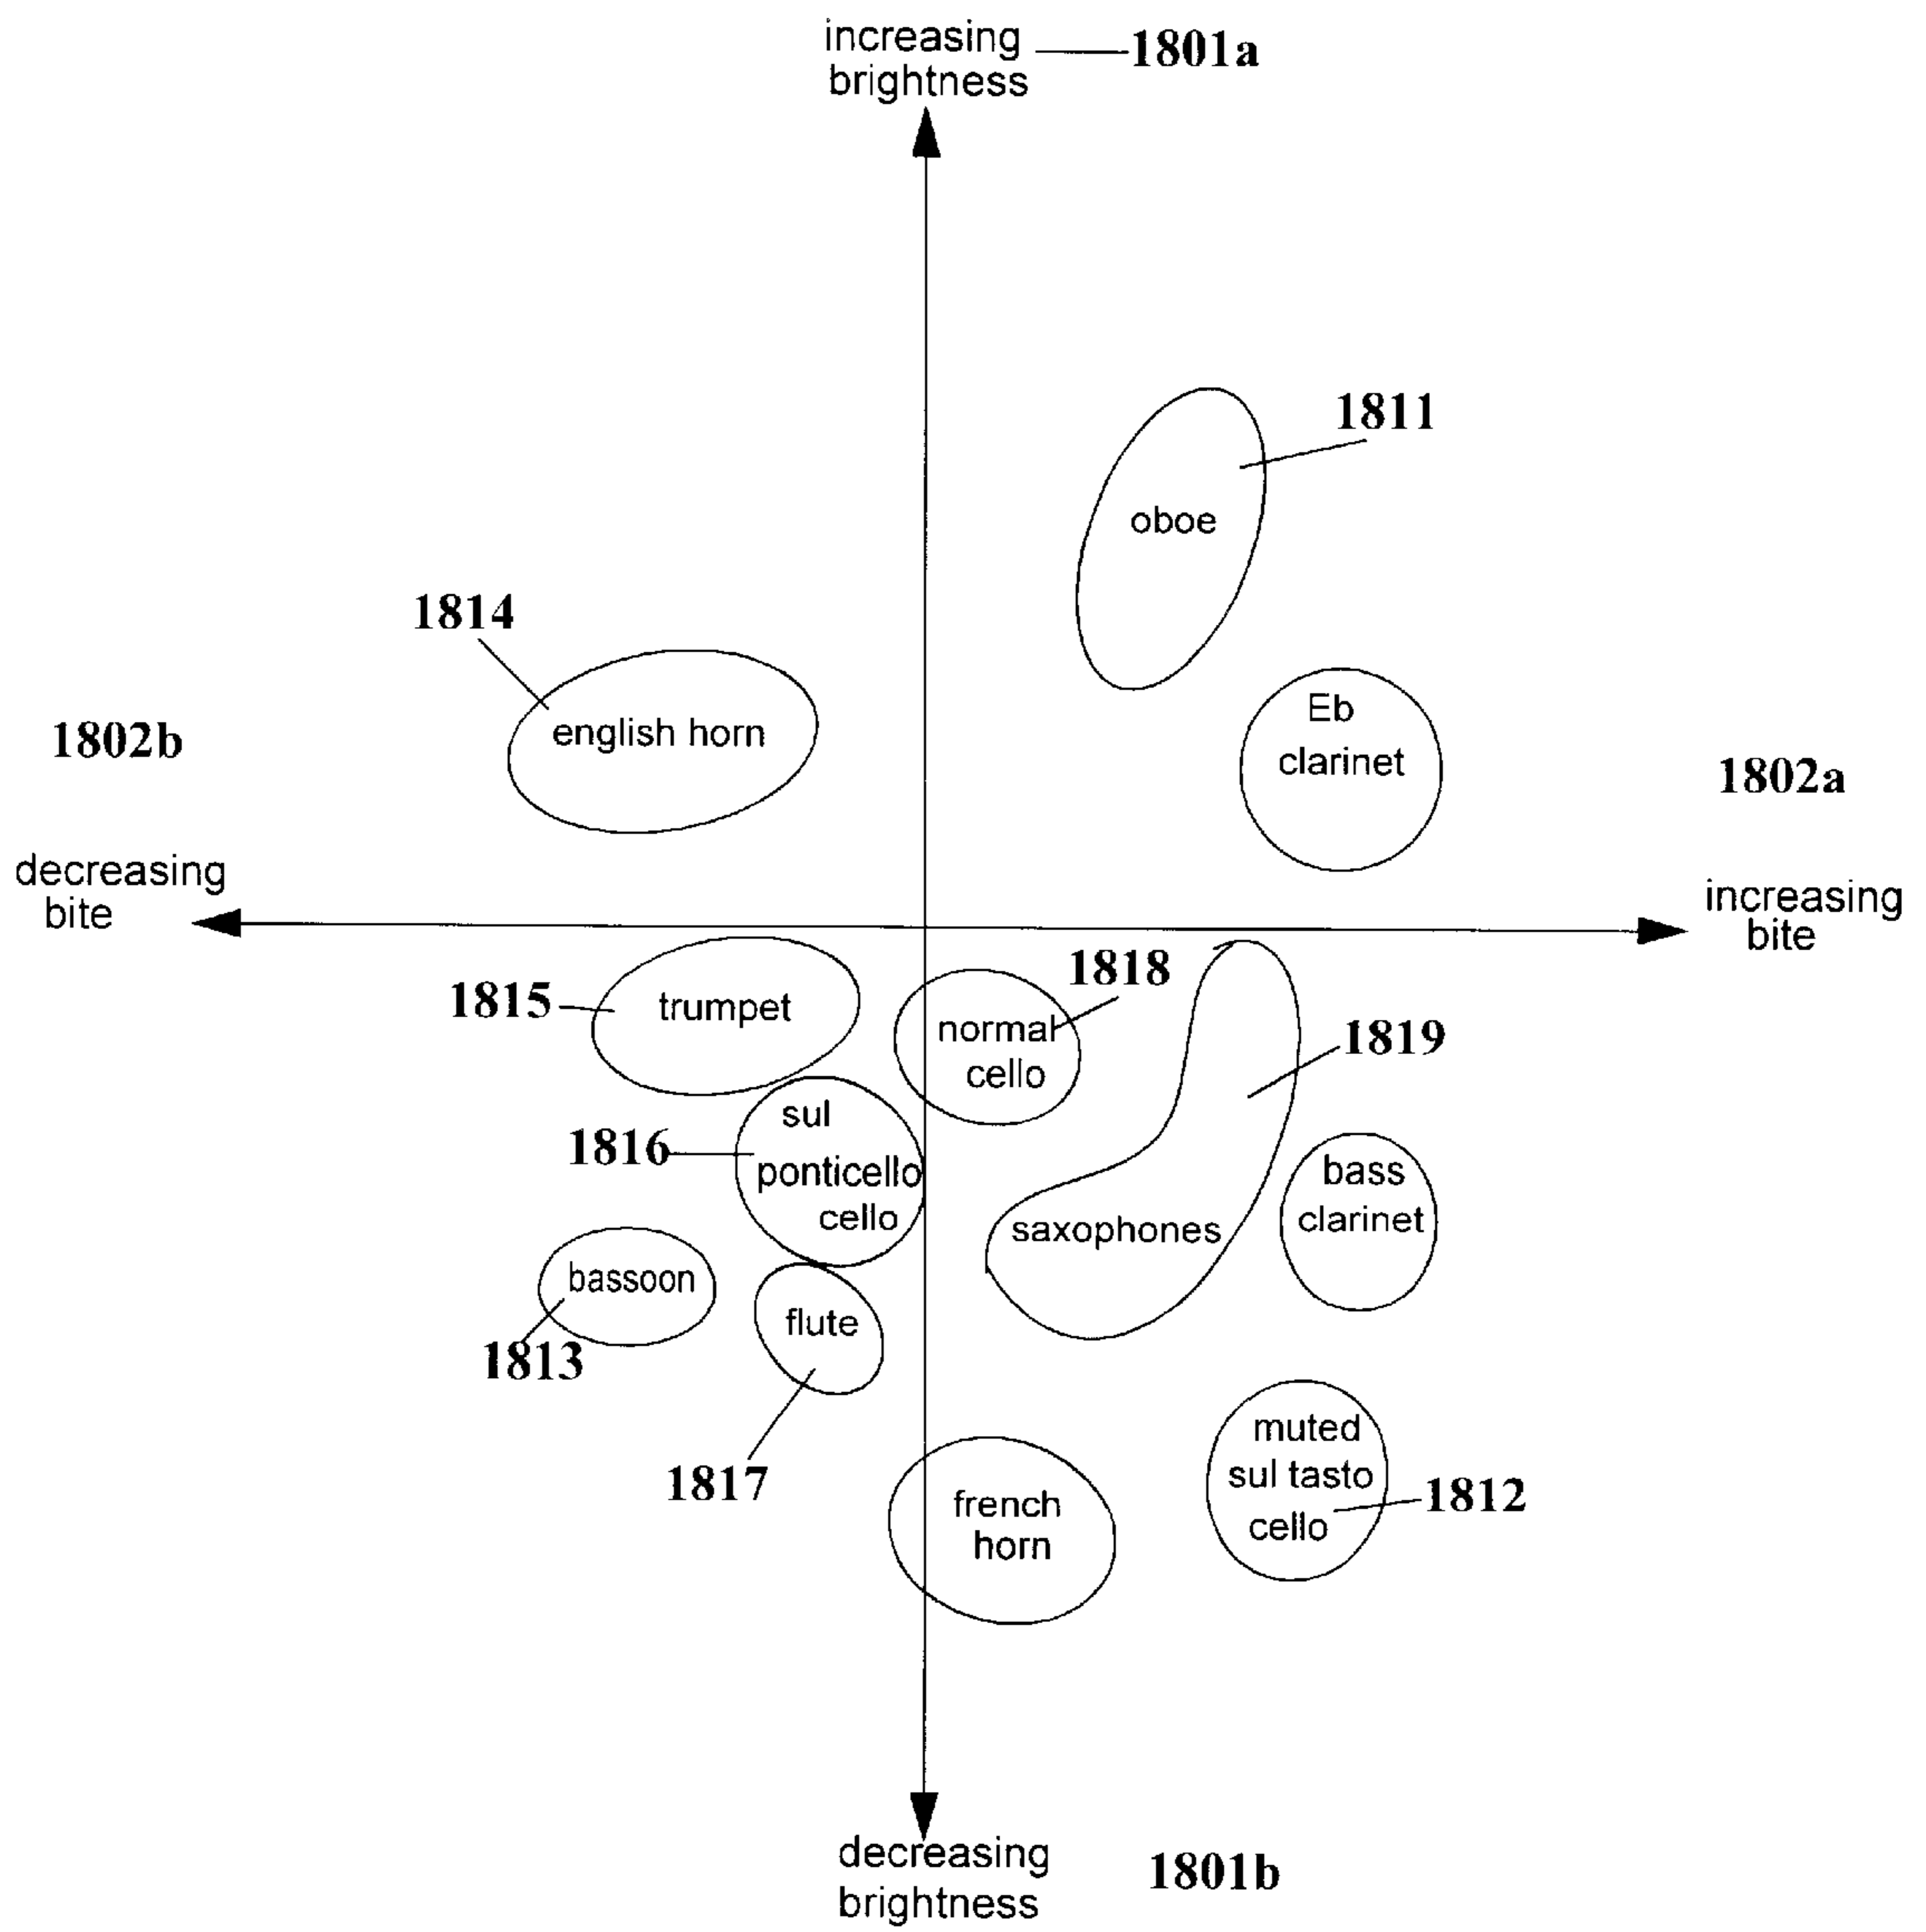 increasing
brightness
1801a
1811
oboe
1814
english horn
Eb
clarinet
1802b
1802a
decreasing
bite
increasing
bite
1815
trumpet
1818
normal
cello
1819
sul
ponticello
cello
1816
bass
clarinet
saxophones
bassoon
1813
flute
1817
muted
sul tasto
cello
1812
french
horn
decreasing
brightness
1801b